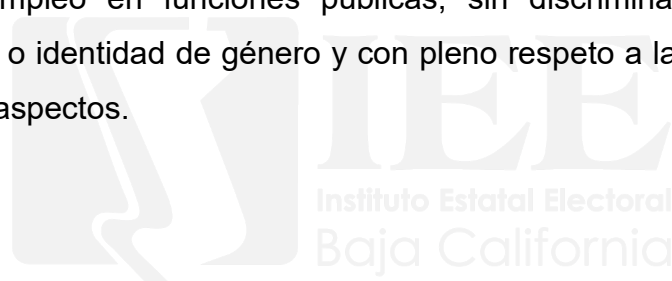 empleo en funciones públicas, sin discrimina
o identidad de género y con pleno respeto a la
aspectos.
IEE
Instituto Estatal Electoral
Baja California